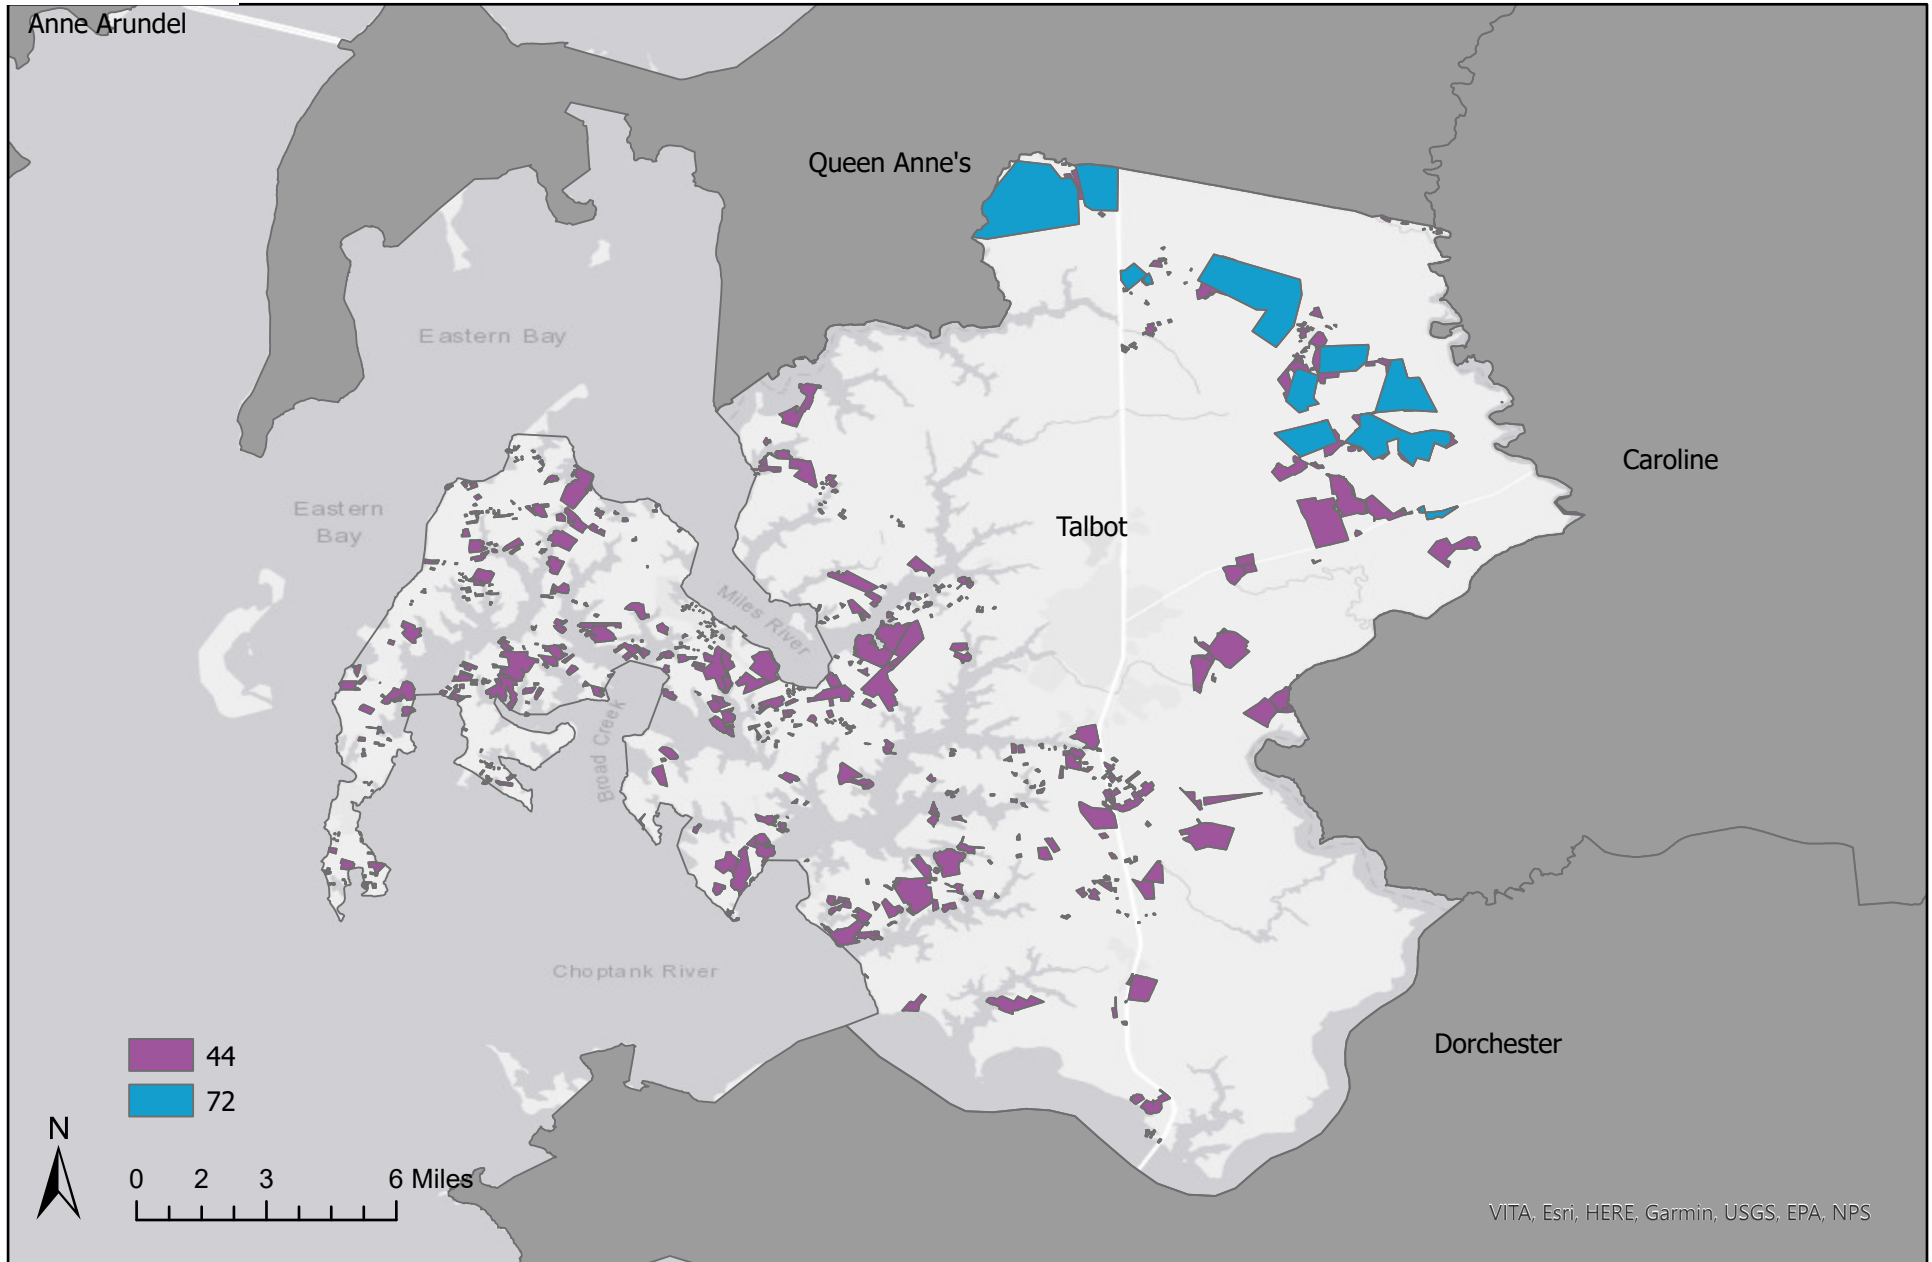 Anne Arundel
Queen Anne's
Eastern Bay
Caroline
Eastern
Bay
Talbot
Miles River
Broad Creek
Choptank River
Dorchester
44
72
N
0 2 3 6 Miles
VITA, Esri, HERE, Garmin, USGS, EPA, NPS